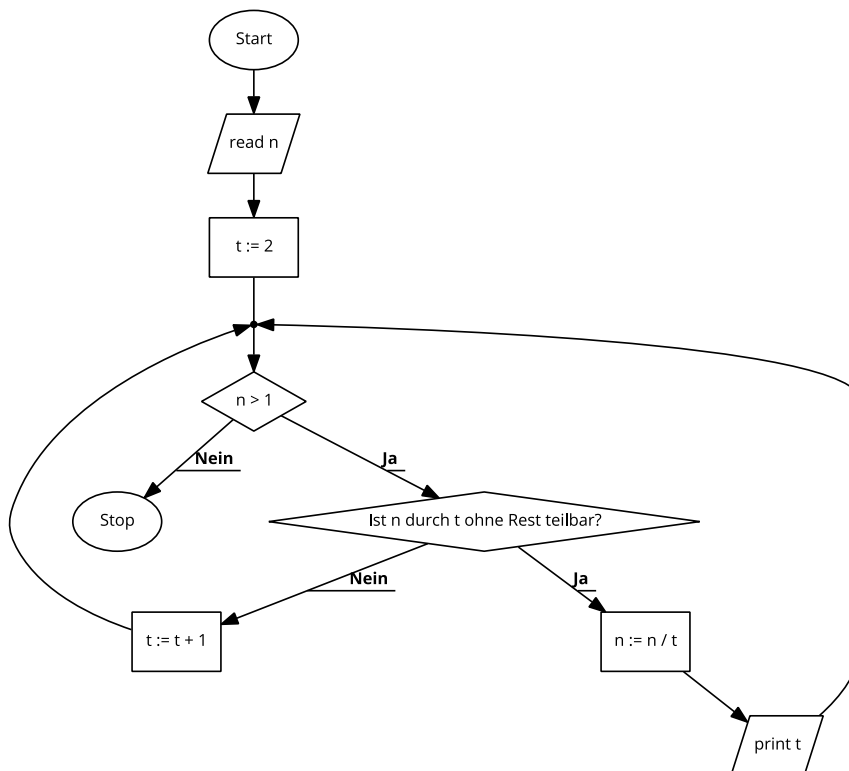 Start
read n
t := 2
n > 1
Nein
Ja
Stop
Ist n durch t ohne Rest teilbar?
Nein
Ja
t := t + 1
n := n / t
print t